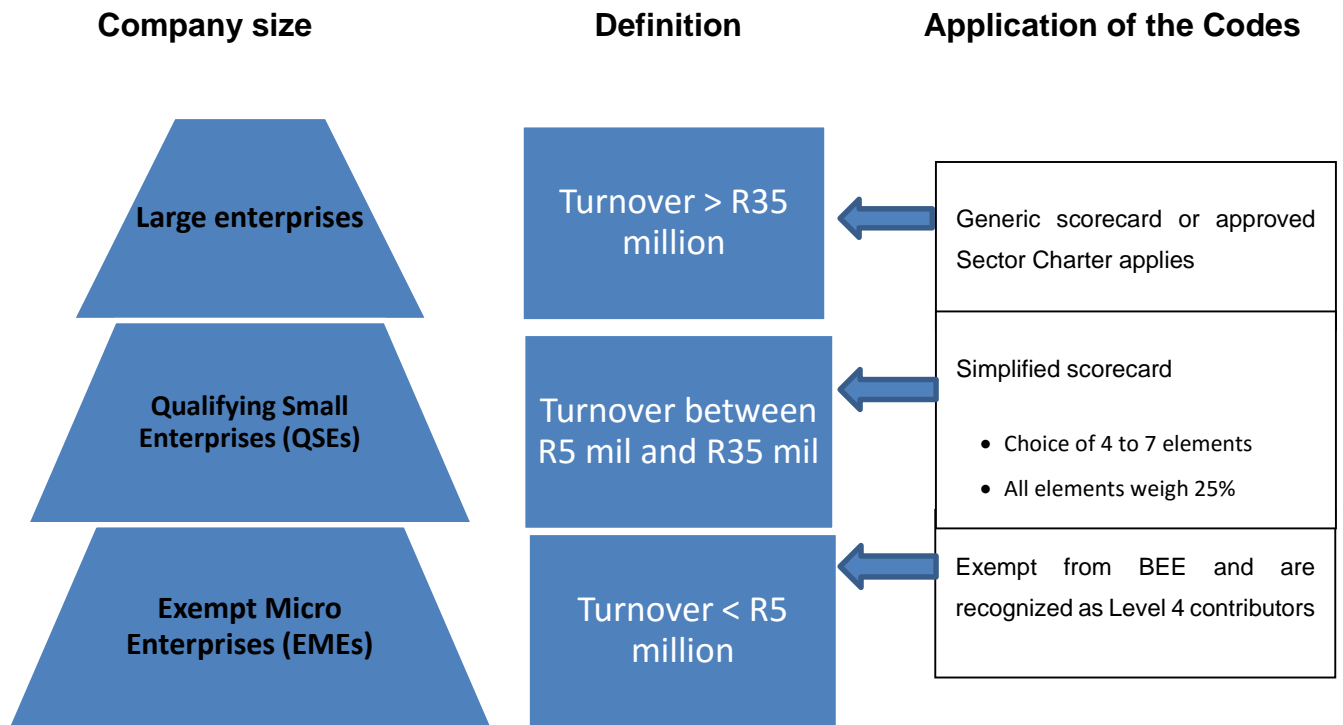 Company size
Definition
Application of the Codes
Large enterprises
Turnover > R35
million
Generic scorecard or approved
Sector Charter applies
Qualifying Small
Enterprises (QSEs)
Turnover between
R5 mil and R35 mil
Simplified scorecard
• Choice of 4 to 7 elements
• All elements weigh 25%
Exempt Micro
Enterprises (EMEs)
Turnover < R5
million
Exempt from BEE and are
recognized as Level 4 contributors